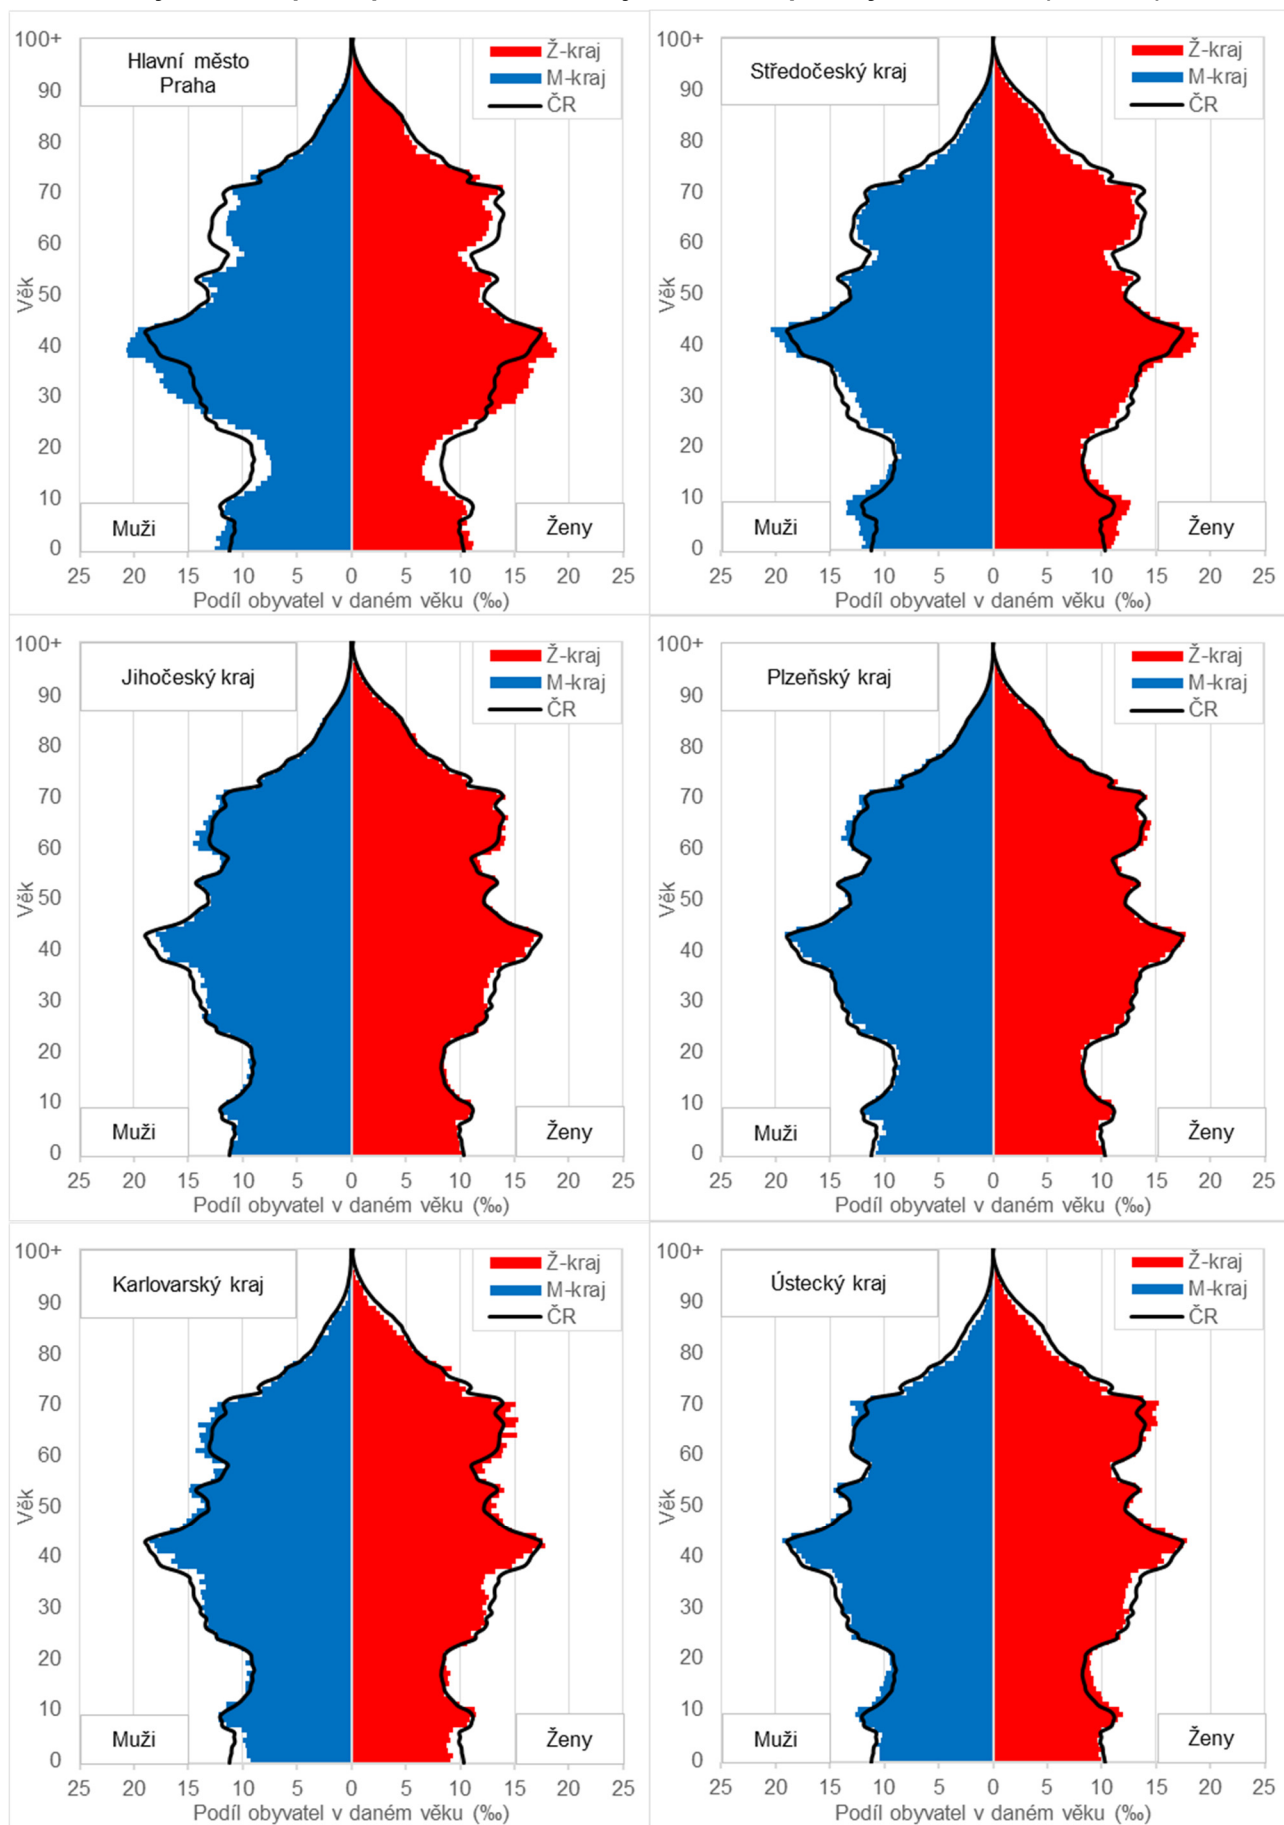 Hlavní město
Praha
Ž-kraj
M-kraj
ČR
100+
90
80
70
60
50
40
30
20
10
0
Věk
Muži
Ženy
25 20 15 10 5 0 5 10 15 20 25
Podíl obyvatel v daném věku (‰)
Středočeský kraj
Ž-kraj
M-kraj
ČR
100+
90
80
70
60
50
40
30
20
10
0
Věk
Muži
Ženy
25 20 15 10 5 0 5 10 15 20 25
Podíl obyvatel v daném věku (‰)
Jihočeský kraj
Ž-kraj
M-kraj
ČR
100+
90
80
70
60
50
40
30
20
10
0
Věk
Muži
Ženy
25 20 15 10 5 0 5 10 15 20 25
Podíl obyvatel v daném věku (‰)
Plzeňský kraj
Ž-kraj
M-kraj
ČR
100+
90
80
70
60
50
40
30
20
10
0
Věk
Muži
Ženy
25 20 15 10 5 0 5 10 15 20 25
Podíl obyvatel v daném věku (‰)
Karlovarský kraj
Ž-kraj
M-kraj
ČR
100+
90
80
70
60
50
40
30
20
10
0
Věk
Muži
Ženy
25 20 15 10 5 0 5 10 15 20 25
Podíl obyvatel v daném věku (‰)
Ústecký kraj
Ž-kraj
M-kraj
ČR
100+
90
80
70
60
50
40
30
20
10
0
Věk
Muži
Ženy
25 20 15 10 5 0 5 10 15 20 25
Podíl obyvatel v daném věku (‰)